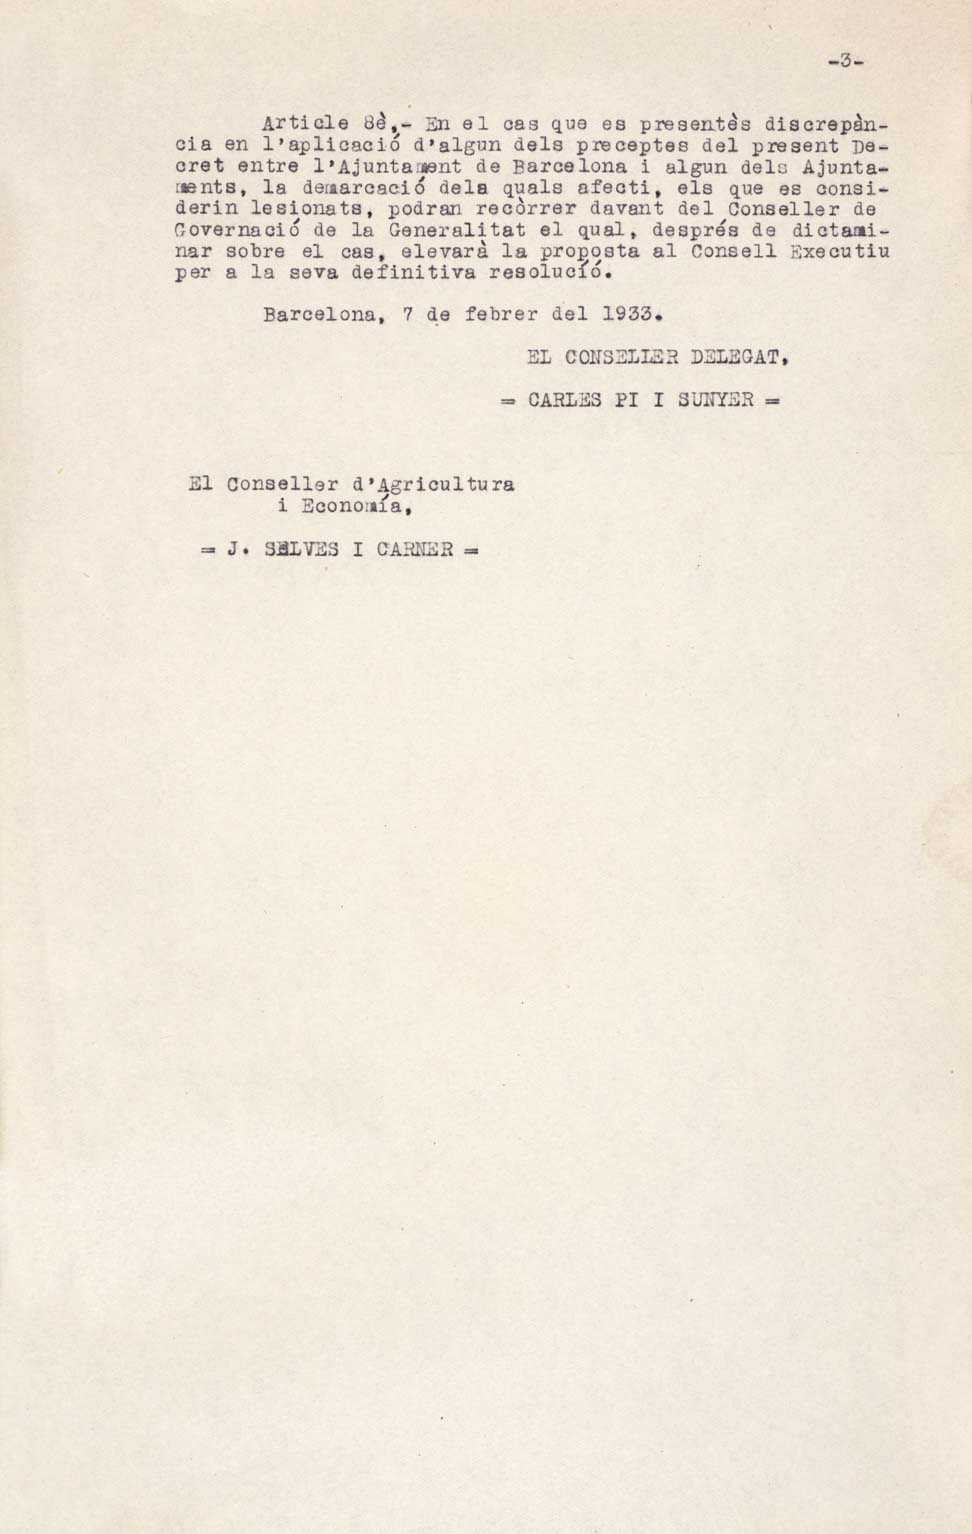 -3-
Article 8è,- En el cas que es presentès discrepàn-
cia en l'aplicació d'algun dels preceptes del present De-
cret entre l'Ajuntament de Barcelona i algun dels Ajunta-
ments, la demarcació dels quals afecti, els que es consi-
derin lesionats, podran recòrrer davant del Conseller de
Governació de la Generalitat el qual, després de dictami-
nar sobre el cas, elevarà la proposta al Consell Executiu
per a la seva definitiva resolució.
Barcelona, 7 de febrer del 1933.
EL CONSELLER DELEGAT,
= CARLES PI I SUNYER =
El Conseller d'Agricultura
i Economía,
= J. SELVES I CARNER =